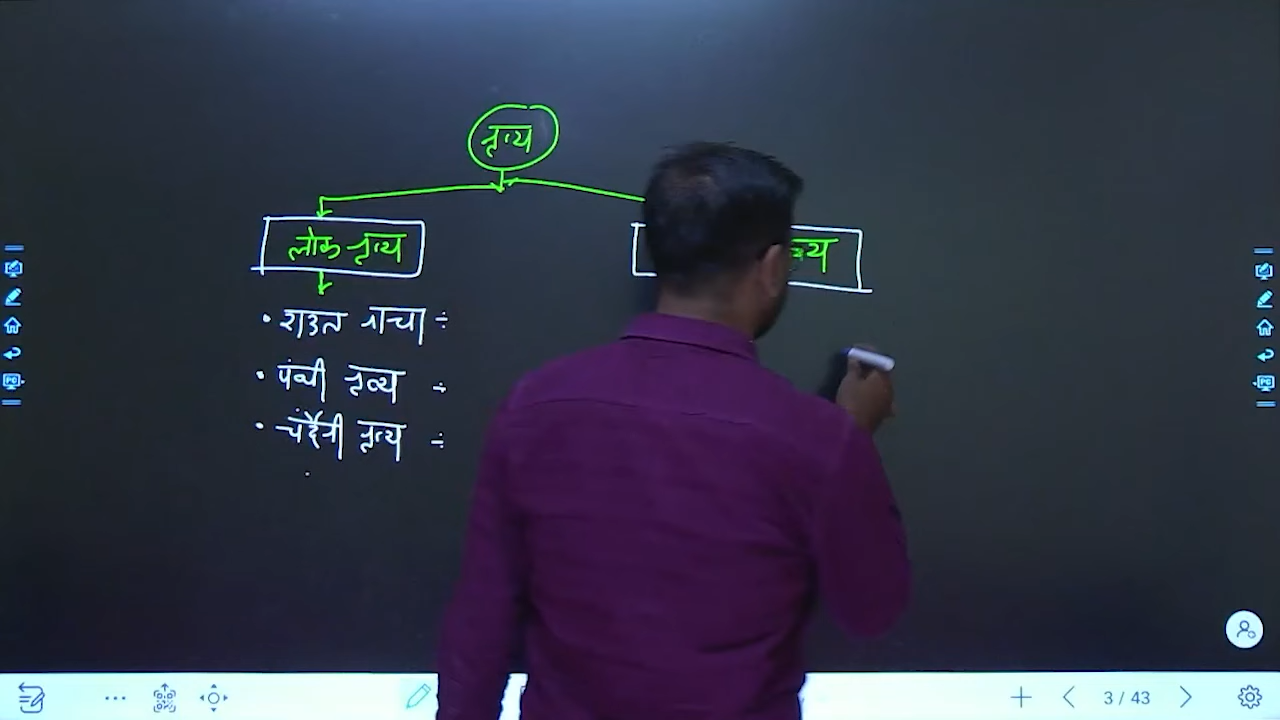 नृत्य
लोक नृत्य
• राउत नाचा ÷
• पंथी नृत्य ÷
• चंदैनी नृत्य ÷
3 / 43